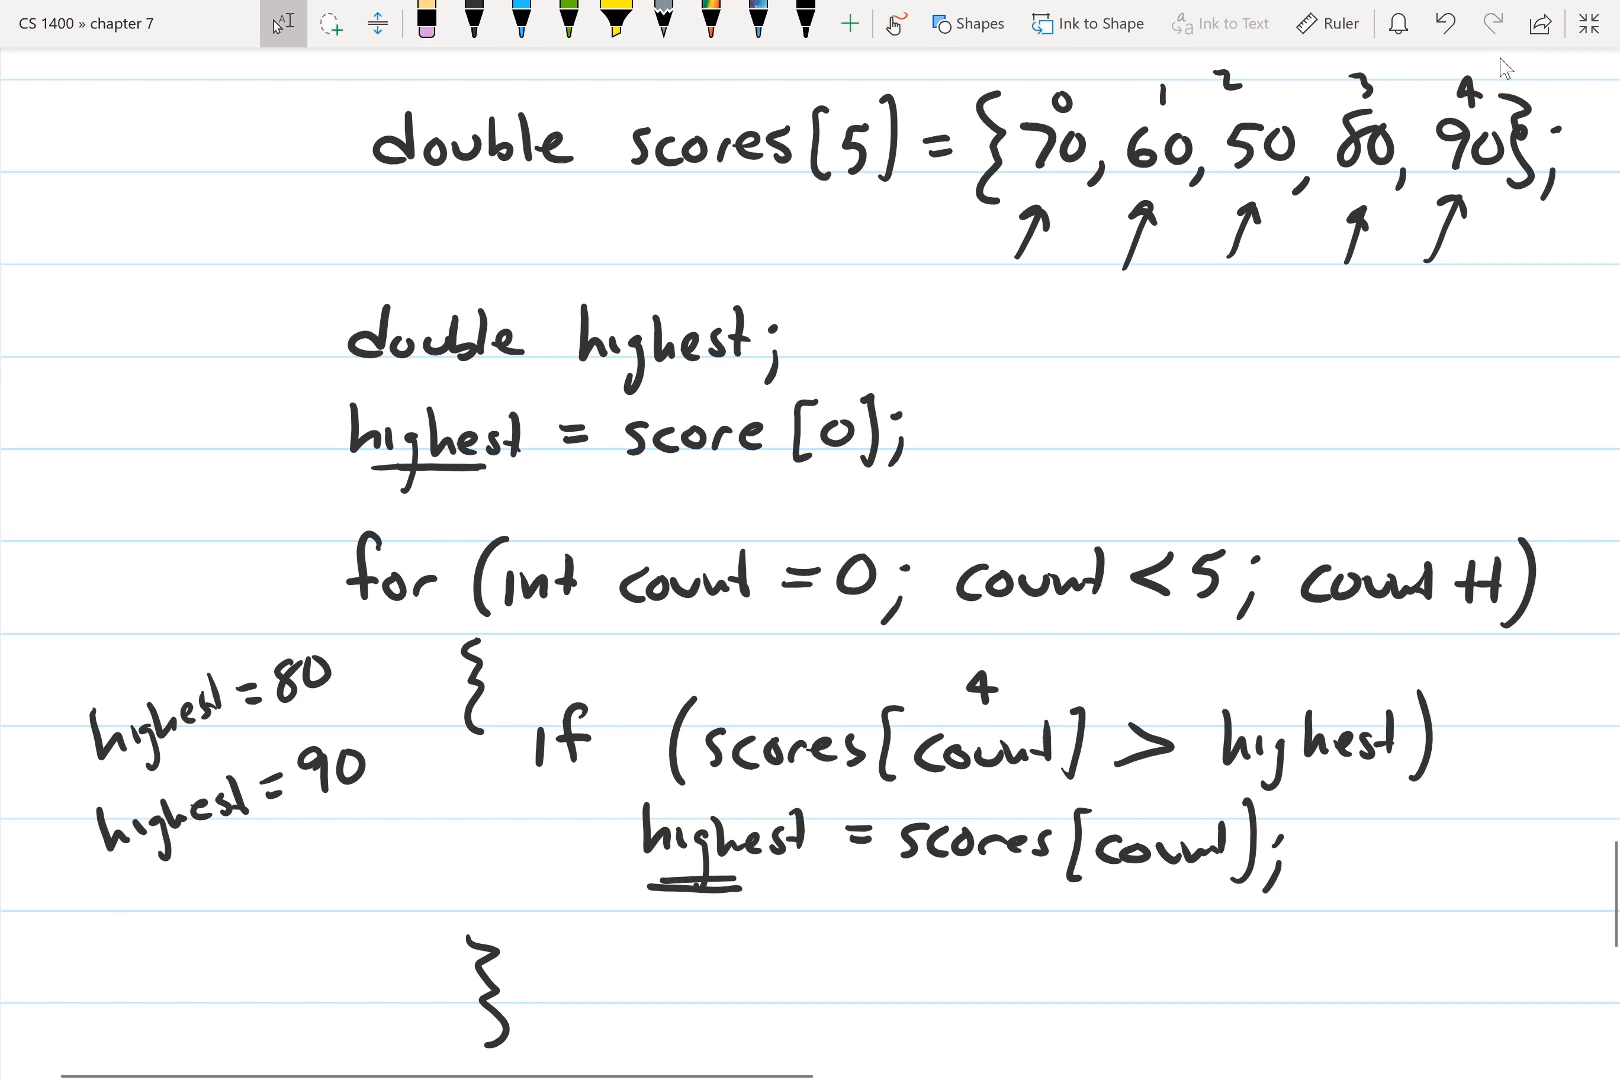 CS 1400 » chapter 7
Shapes
Ink to Shape
Ink to Text
Ruler
0 1 2 3 4
double scores[5] = {70, 60, 50, 80, 90};
double highest;
highest = score[0];
for (int count = 0; count < 5; count ++)
{
highest = 80
4
if (scores[count] > highest)
highest = 90
highest = scores[count];
}